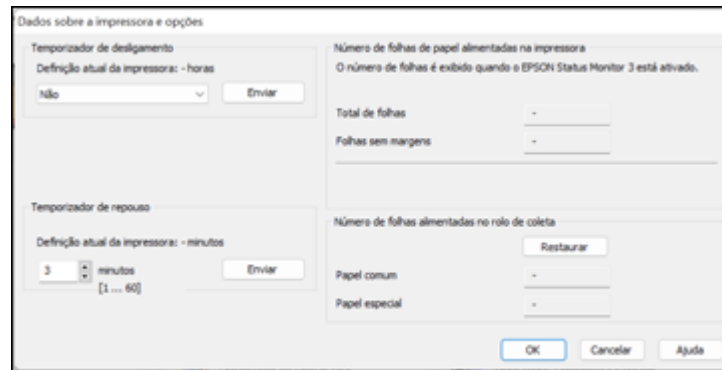 Dados sobre a impressora e opções
Temporizador de desligamento
Definição atual da impressora: - horas
Não
Enviar
Temporizador de repouso
Definição atual da impressora: - minutos
3
minutos
[1 ... 60]
Enviar
Número de folhas de papel alimentadas na impressora
O número de folhas é exibido quando o EPSON Status Monitor 3 está ativado.
Total de folhas
-
Folhas sem margens
-
Número de folhas alimentadas no rolo de coleta
Restaurar
Papel comum
-
Papel especial
-
OK
Cancelar
Ajuda